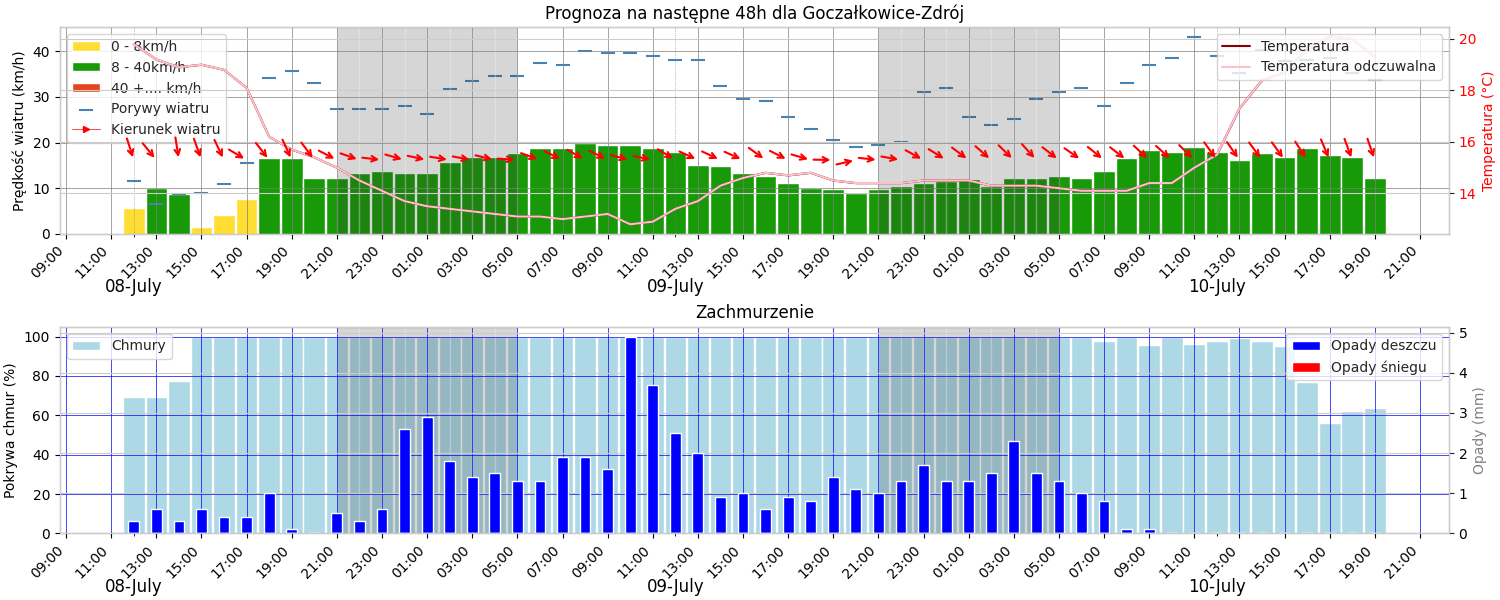 Prognoza na następne 48h dla Goczałkowice-Zdrój
Prędkość wiatru (km/h)
40
30
20
10
0
0 - 8km/h
8 - 40km/h
40 +.... km/h
Porywy wiatru
Kierunek wiatru
Temperatura
Temperatura odczuwalna
20
18
16
14
Temperatura (°C)
09:00 11:00 13:00 15:00 17:00 19:00 21:00 23:00 01:00 03:00 05:00 07:00 09:00 11:00 13:00 15:00 17:00 19:00 21:00 23:00 01:00 03:00 05:00 07:00 09:00 11:00 13:00 15:00 17:00 19:00 21:00
08-July 09-July 10-July
Zachmurzenie
Pokrywa chmur (%)
100
80
60
40
20
0
Chmury
Opady deszczu
Opady śniegu
5
4
3
2
1
0
Opady (mm)
09:00 11:00 13:00 15:00 17:00 19:00 21:00 23:00 01:00 03:00 05:00 07:00 09:00 11:00 13:00 15:00 17:00 19:00 21:00 23:00 01:00 03:00 05:00 07:00 09:00 11:00 13:00 15:00 17:00 19:00 21:00
08-July 09-July 10-July